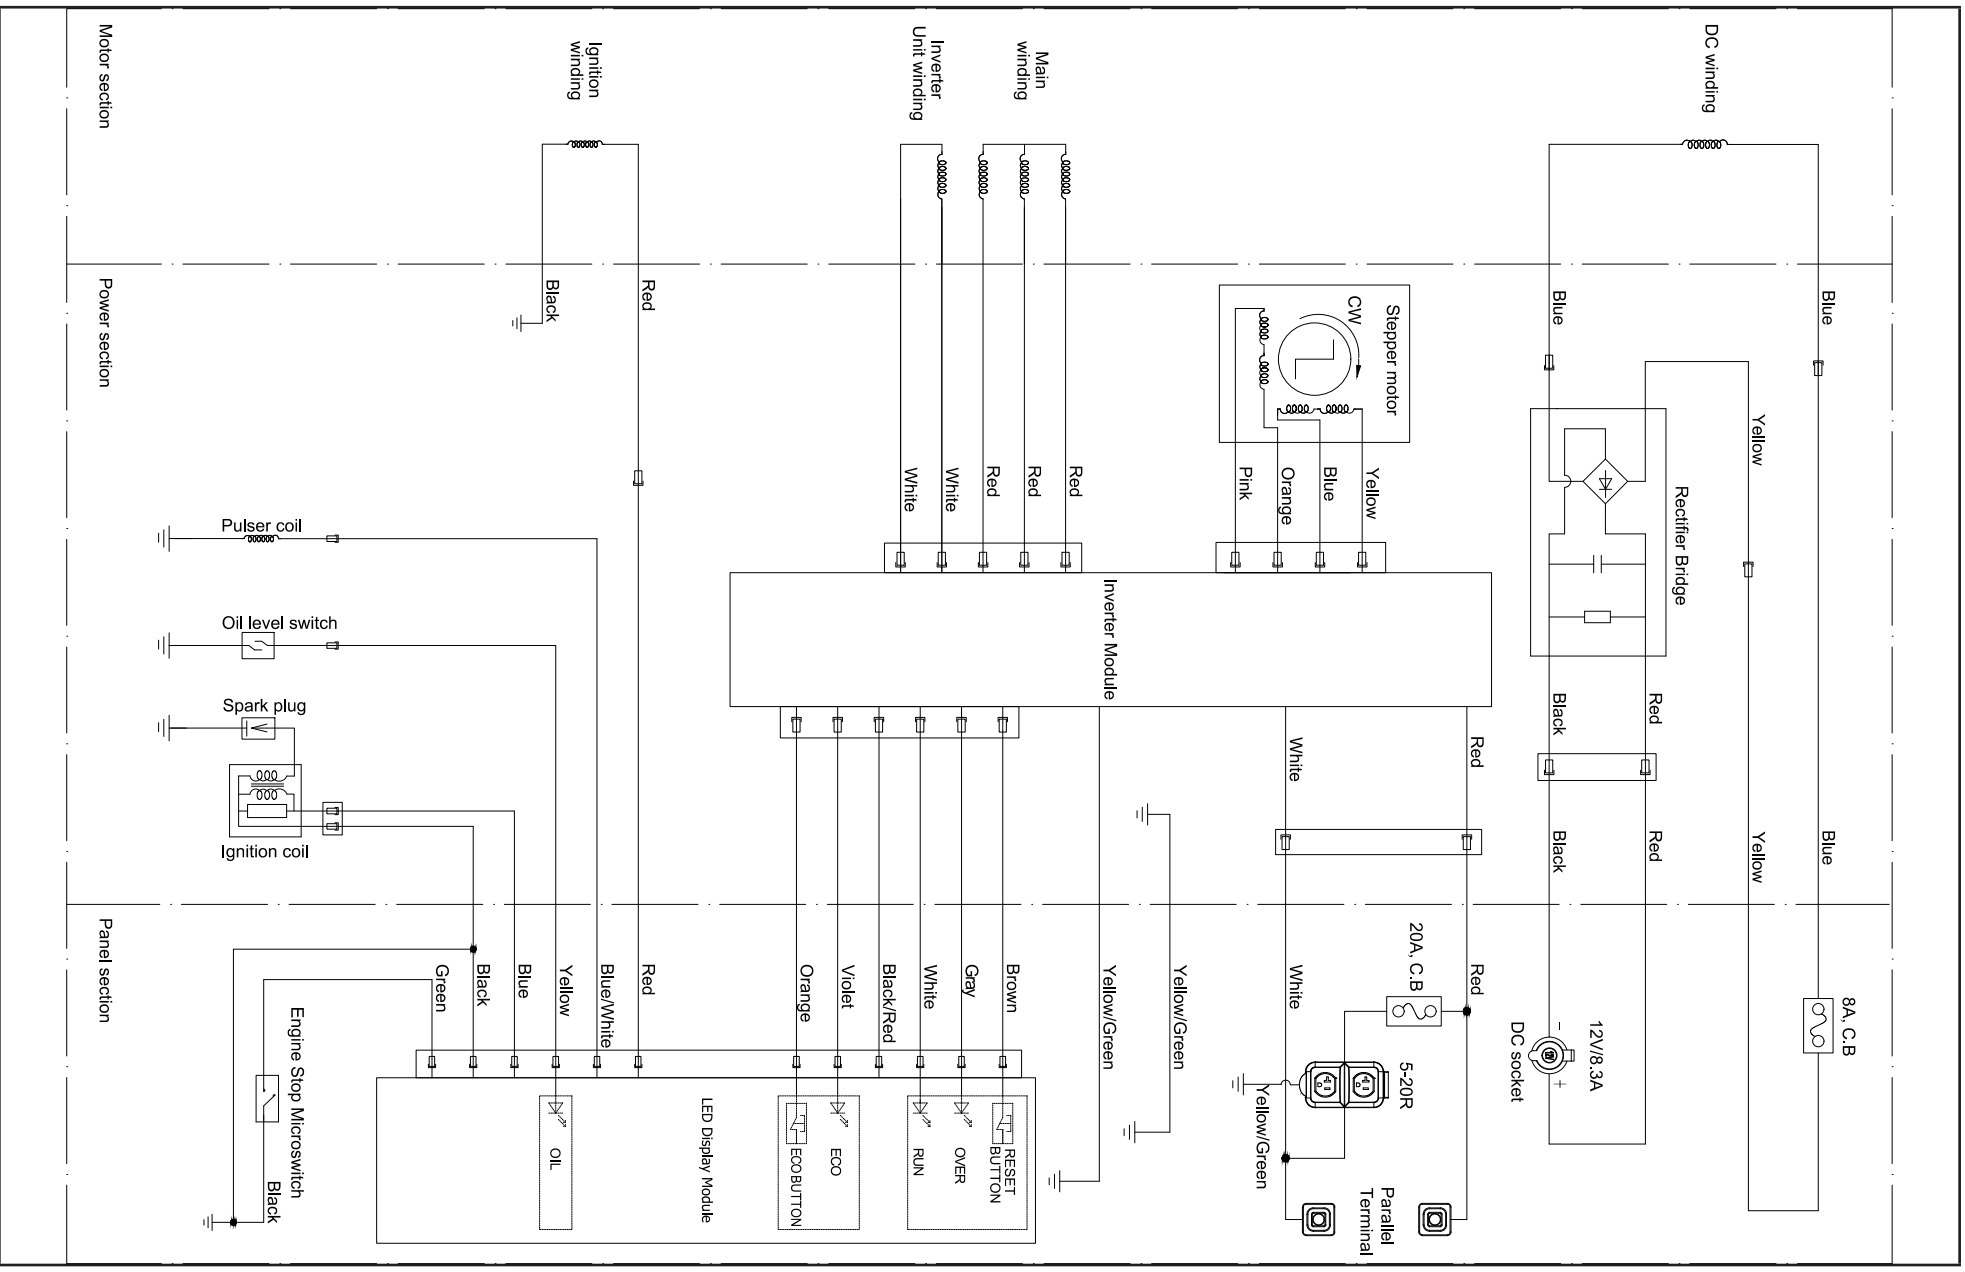 Motor section
Ignition
winding
Inverter
Unit winding
Main
winding
DC winding
Power section
Black
Red
White
White
Red
Red
Red
Stepper motor
CW
Pink
Orange
Blue
Yellow
Blue
Blue
Yellow
Rectifier Bridge
Pulser coil
Oil level switch
Spark plug
Ignition coil
Inverter Module
White
Red
Black
Red
Black
Red
Yellow
Blue
Panel section
Green
Black
Blue
Yellow
Blue/White
Red
Orange
Violet
Black/Red
White
Gray
Brown
Yellow/Green
Yellow/Green
White
Red
20A, C.B
5-20R
Yellow/Green
12V/8.3A
DC socket
-
+
8A, C.B
Engine Stop Microswitch
Black
LED Display Module
OIL
ECO BUTTON
ECO
RUN
OVER
RESET
BUTTON
Parallel
Terminal